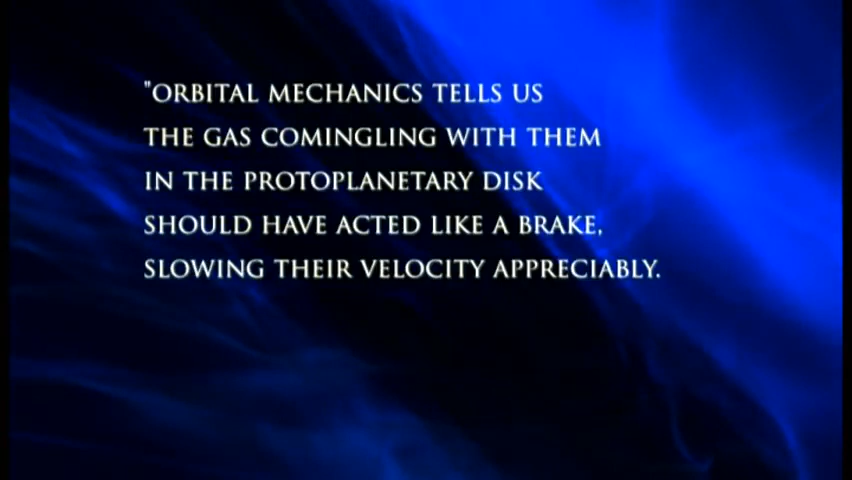 "ORBITAL MECHANICS TELLS US
THE GAS COMINGLING WITH THEM
IN THE PROTOPLANETARY DISK
SHOULD HAVE ACTED LIKE A BRAKE,
SLOWING THEIR VELOCITY APPRECIABLY.